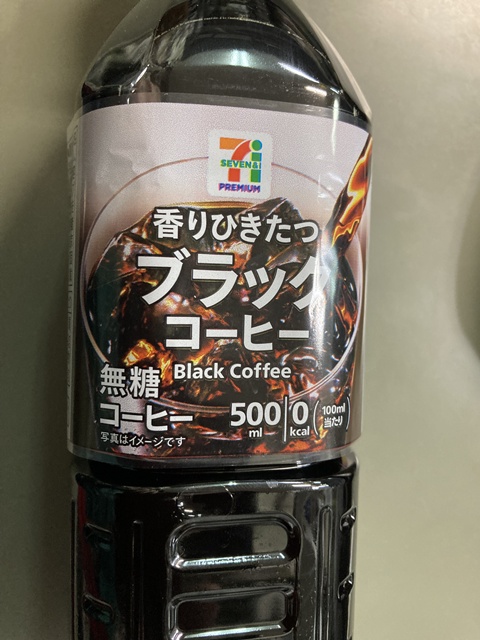 SEVEN&i
PREMIUM
香りひきたつ
ブラック
コーヒー
Black Coffee
無糖
コーヒー
500ml 0kcal (100ml当たり)
写真はイメージです